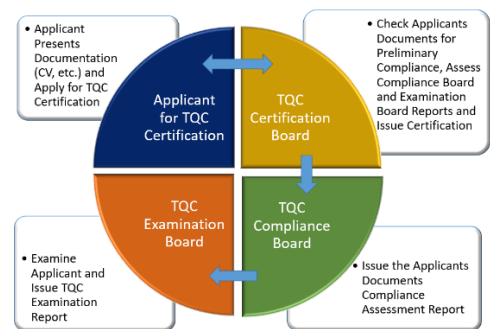 • Applicant
Presents
Documentation
(CV, etc.) and
Apply for TQC
Certification
• Check Applicants
Documents for
Preliminary
Compliance, Assess
Compliance Board
and Examination
Board Reports and
Issue Certification
Applicant
for TQC
Certification
TQC
Certification
Board
TQC
Examination
Board
TQC
Compliance
Board
• Examine
Applicant and
Issue TQC
Examination
Report
• Issue the Applicants
Documents
Compliance
Assessment Report